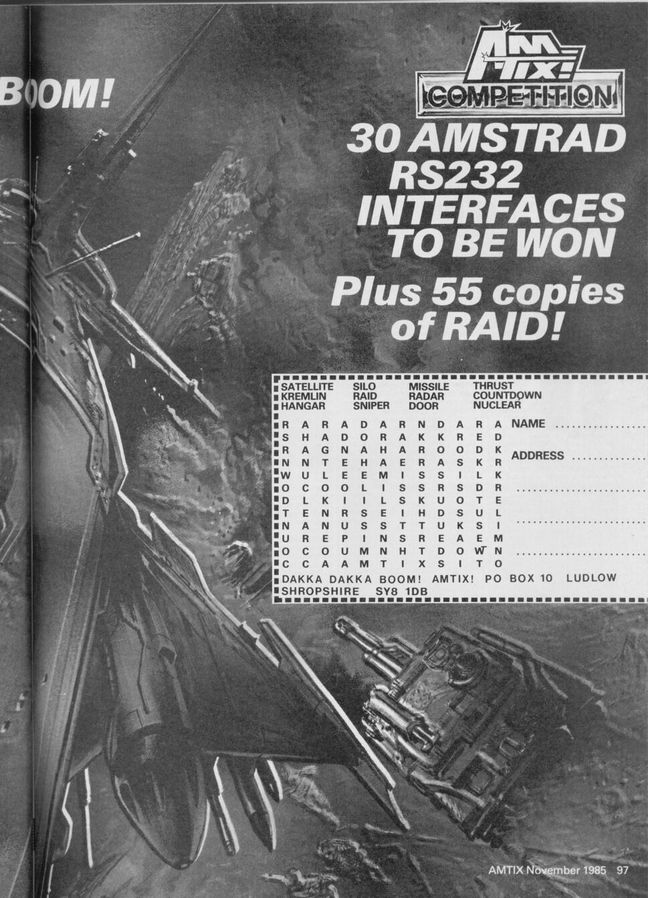 BOOM!
AMTIX!
COMPETITION
30 AMSTRAD
RS232
INTERFACES
TO BE WON
Plus 55 copies
of RAID!
SATELLITE SILO MISSILE THRUST
KREMLIN RAID RADAR COUNTDOWN
HANGAR SNIPER DOOR NUCLEAR
R A R A D A R N D A R A NAME
S H A D O R A K K R E D
R A G N A H A R O O D K
ADDRESS
N N T E H A E R A S K R
W U L E E M I S S I L K
O C O O L I S S R S D R
D L K I I L S K U O T E
T E N R S E I H D S U L
N A N U S S T T U K S I
U R E P I N S R E A E M
O C O U M N H T D O W N
C C A A M T I X S I T O
DAKKA DAKKA BOOM! AMTIX! PO BOX 10 LUDLOW
SHROPSHIRE SY8 1DB
AMTIX November 1985 97